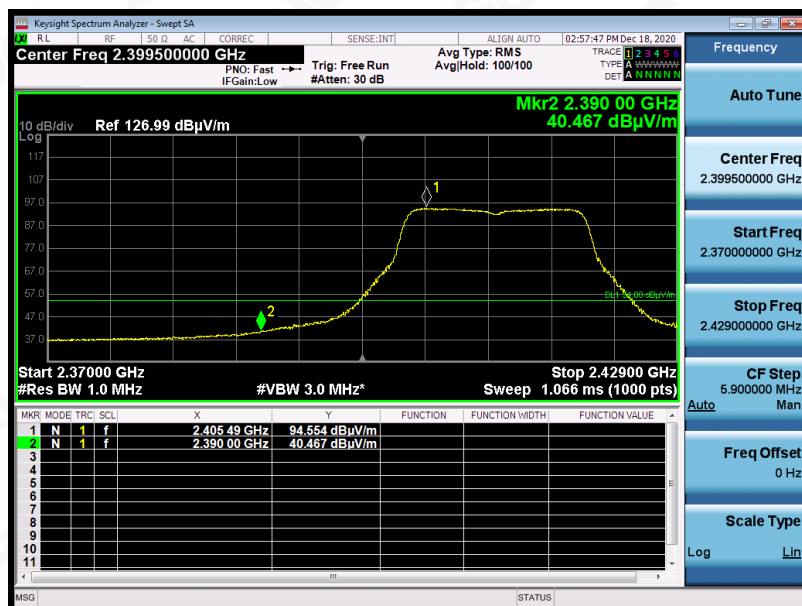 Keysight Spectrum Analyzer - Swept SA
RL RF 50 Ω AC CORREC SENSE:INT ALIGN AUTO 02:57:47 PM Dec 18, 2020
Center Freq 2.399500000 GHz
PNO: Fast
IFGain:Low
Trig: Free Run
#Atten: 30 dB
Avg Type: RMS
Avg|Hold: 100/100
TRACE 1 2 3 4 5 6
TYPE A WWWWW
DET A N N N N N
Mkr2 2.390 00 GHz
40.467 dBµV/m
10 dB/div Ref 126.99 dBµV/m
Log
117
107
97.0
87.0
77.0
67.0
57.0
47.0
37.0
1
2
DL1 54.00 dBµV/m
Start 2.37000 GHz Stop 2.42900 GHz
#Res BW 1.0 MHz #VBW 3.0 MHz* Sweep 1.066 ms (1000 pts)
MKR MODE TRC SCL X Y FUNCTION FUNCTION WIDTH FUNCTION VALUE
1 N 1 f 2.405 49 GHz 94.554 dBµV/m
2 N 1 f 2.390 00 GHz 40.467 dBµV/m
3
4
5
6
7
8
9
10
11
MSG STATUS
Frequency
Auto Tune
Center Freq
2.399500000 GHz
Start Freq
2.370000000 GHz
Stop Freq
2.429000000 GHz
CF Step
5.900000 MHz
Auto Man
Freq Offset
0 Hz
Scale Type
Log Lin